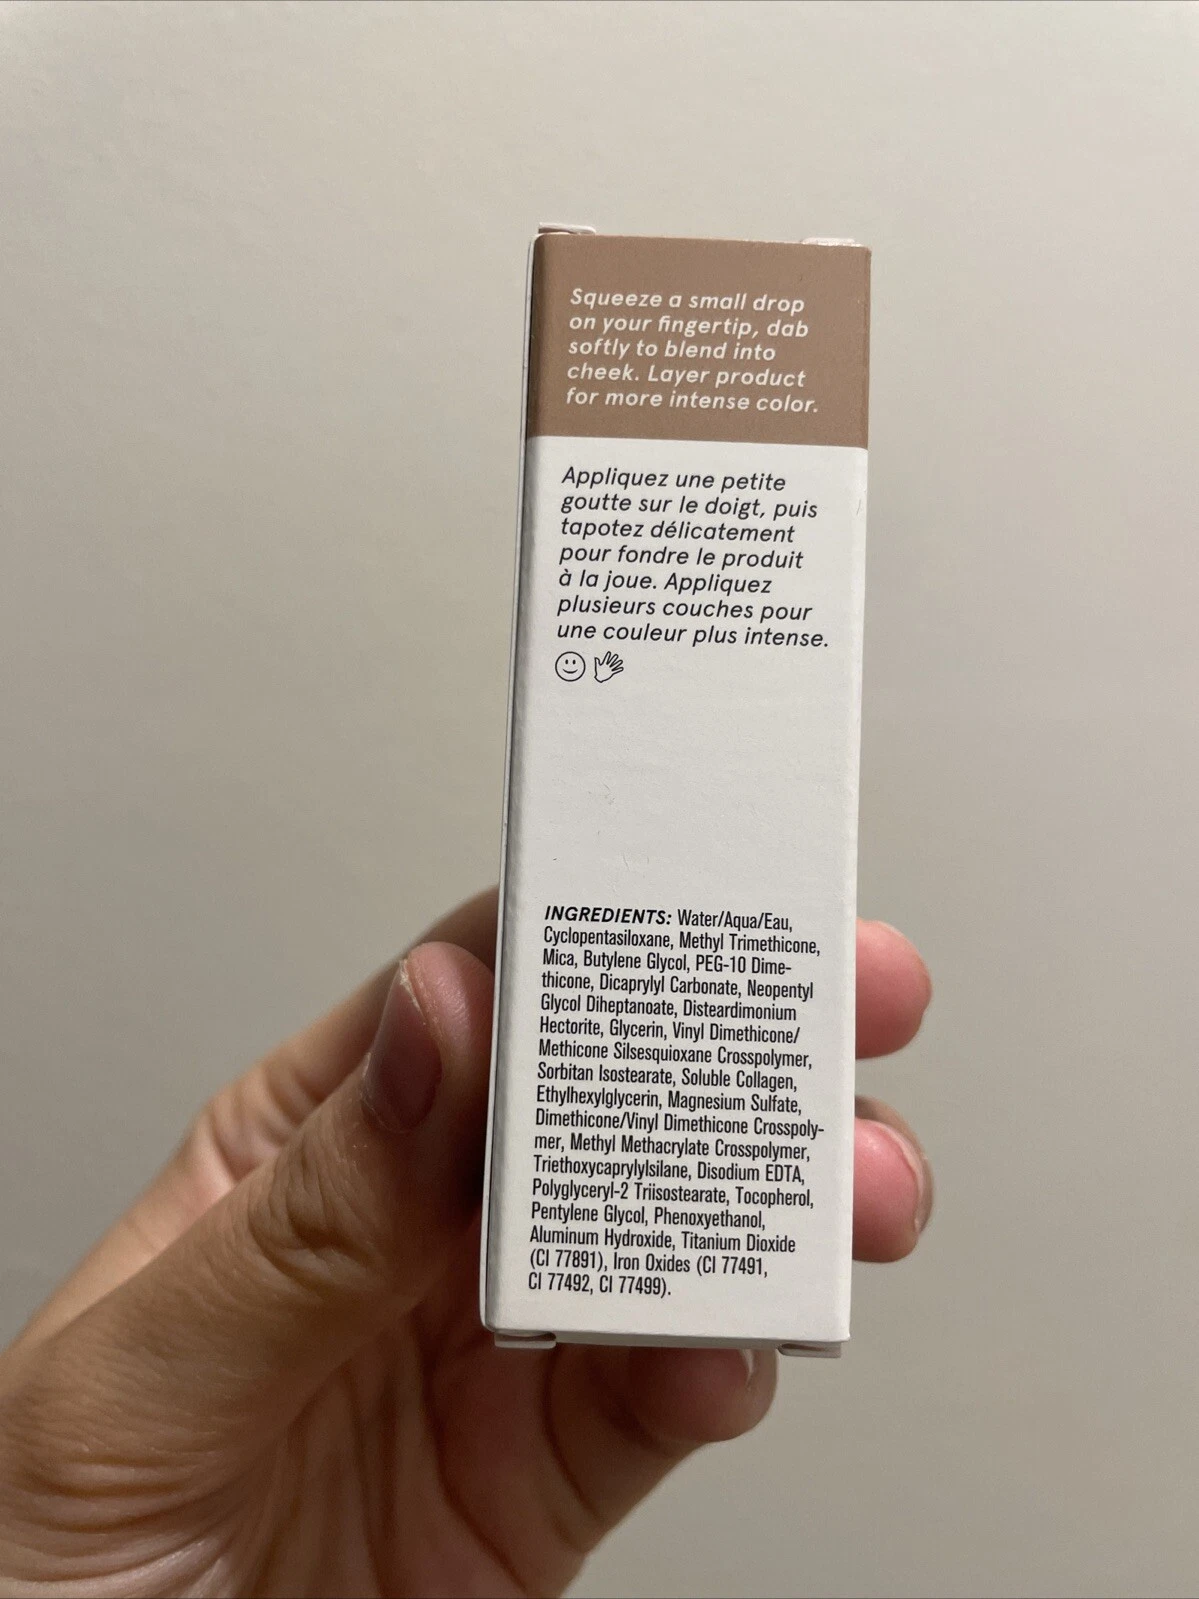 Squeeze a small drop
on your fingertip, dab
softly to blend into
cheek. Layer product
for more intense color.
Appliquez une petite
goutte sur le doigt, puis
tapotez délicatement
pour fondre le produit
à la joue. Appliquez
plusieurs couches pour
une couleur plus intense.
INGREDIENTS: Water/Aqua/Eau,
Cyclopentasiloxane, Methyl Trimethicone,
Mica, Butylene Glycol, PEG-10 Dime-
thicone, Dicaprylyl Carbonate, Neopentyl
Glycol Diheptanoate, Disteardimonium
Hectorite, Glycerin, Vinyl Dimethicone/
Methicone Silsesquioxane Crosspolymer,
Sorbitan Isostearate, Soluble Collagen,
Ethylhexylglycerin, Magnesium Sulfate,
Dimethicone/Vinyl Dimethicone Crosspoly-
mer, Methyl Methacrylate Crosspolymer,
Triethoxycaprylylsilane, Disodium EDTA,
Polyglyceryl-2 Triisostearate, Tocopherol,
Pentylene Glycol, Phenoxyethanol,
Aluminum Hydroxide, Titanium Dioxide
(CI 77891), Iron Oxides (CI 77491,
CI 77492, CI 77499).